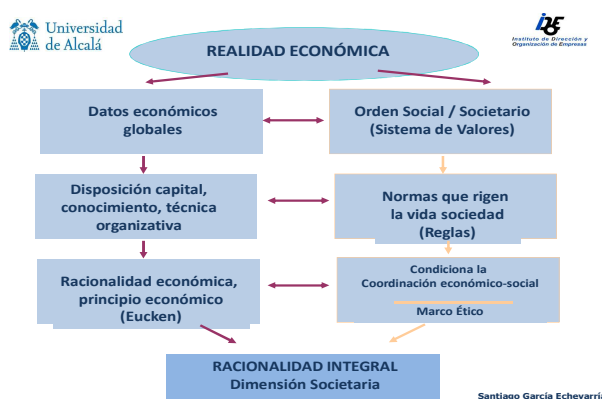 Universidad
de Alcalá
Instituto de Dirección y
Organización de Empresas
REALIDAD ECONÓMICA
Datos económicos
globales
Orden Social / Societario
(Sistema de Valores)
Disposición capital,
conocimiento, técnica
organizativa
Normas que rigen
la vida sociedad
(Reglas)
Racionalidad económica,
principio económico
(Eucken)
Condiciona la
Coordinación económico-social
Marco Ético
RACIONALIDAD INTEGRAL
Dimensión Societaria
Santiago García Echevarría